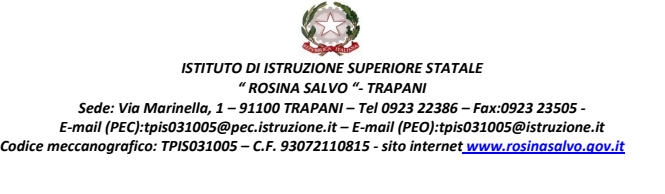 ISTITUTO DI ISTRUZIONE SUPERIORE STATALE
“ ROSINA SALVO “- TRAPANI
Sede: Via Marinella, 1 – 91100 TRAPANI – Tel 0923 22386 – Fax:0923 23505 -
E-mail (PEC):tpis031005@pec.istruzione.it – E-mail (PEO):tpis031005@istruzione.it
Codice meccanografico: TPIS031005 – C.F. 93072110815 - sito internet www.rosinasalvo.gov.it